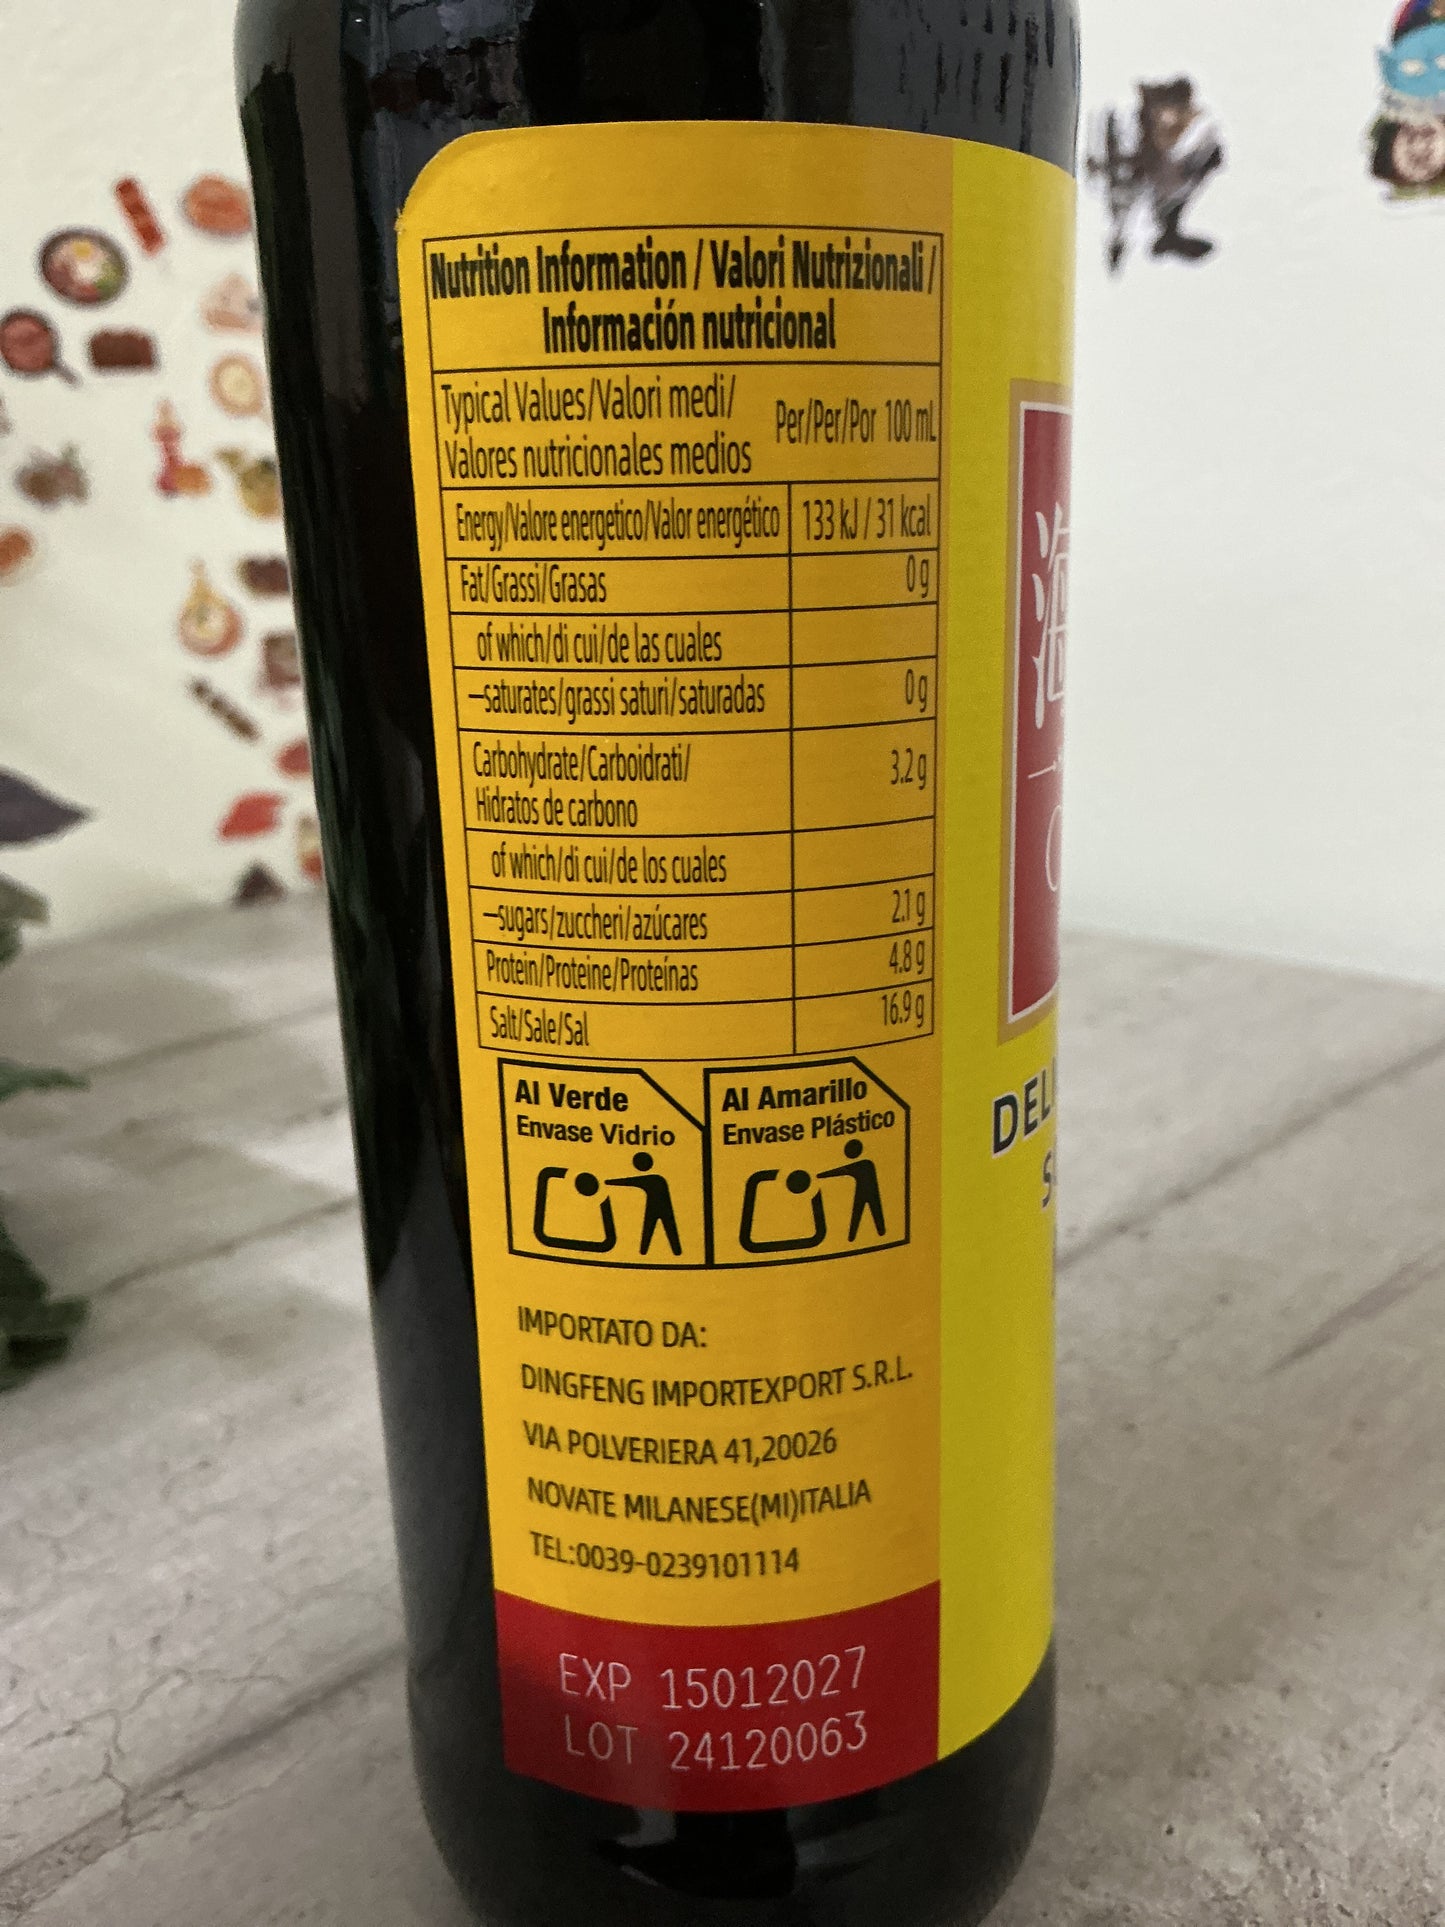 Nutrition Information / Valori Nutrizionali /
Información nutricional
Typical Values/Valori medi/
Valores nutricionales medios
Per/Per/Por 100 mL
Energy/Valore energetico/Valor energético 133 kJ / 31 kcal
Fat/Grassi/Grasas 0 g
of which/di cui/de las cuales
–saturates/grassi saturi/saturadas 0 g
Carbohydrate/Carboidrati/
Hidratos de carbono 3.2 g
of which/di cui/de los cuales
–sugars/zuccheri/azúcares 2.1 g
Protein/Proteine/Proteínas 4.8 g
Salt/Sale/Sal 16.9 g
Al Verde
Envase Vidrio
Al Amarillo
Envase Plástico
IMPORTATO DA:
DINGFENG IMPORTEXPORT S.R.L.
VIA POLVERIERA 41,20026
NOVATE MILANESE(MI)ITALIA
TEL:0039-0239101114
EXP 15012027
LOT 24120063